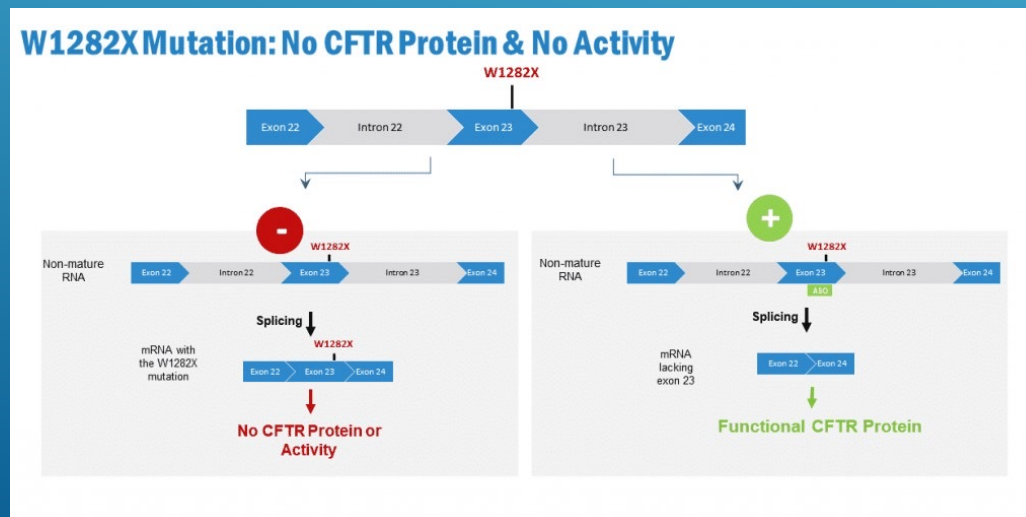 W1282X Mutation: No CFTR Protein & No Activity
W1282X
Exon 22 Intron 22 Exon 23 Intron 23 Exon 24
-
W1282X
Non-mature
RNA
Exon 22 Intron 22 Exon 23 Intron 23 Exon 24
Splicing
W1282X
mRNA with
the W1282X
mutation
Exon 22 Exon 23 Exon 24
No CFTR Protein or
Activity
+
W1282X
Non-mature
RNA
Exon 22 Intron 22 Exon 23 Intron 23 Exon 24
ASO
Splicing
mRNA
lacking
exon 23
Exon 22 Exon 24
Functional CFTR Protein